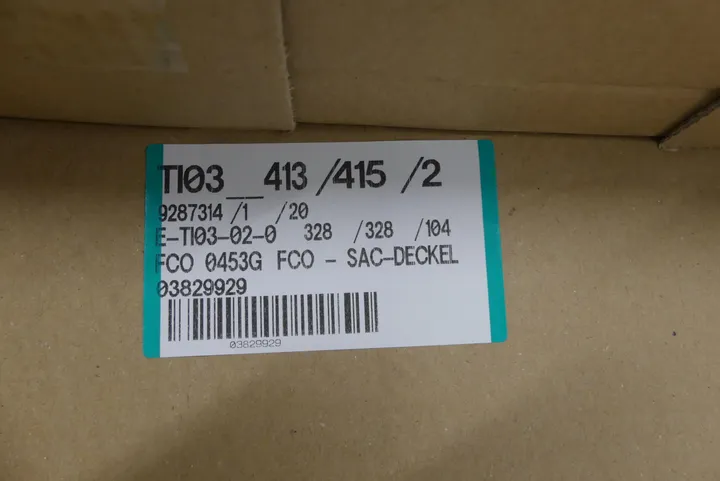 TI03__413 /415 /2
9287314 /1 /20
E-TI03-02-0 328 /328 /104
FCO 0453G FCO - SAC-DECKEL
03829929
03829929